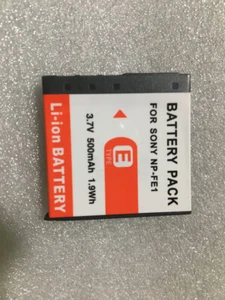 BATTERY PACK
FOR SONY NP-FE1
E
TYPE
3.7V 500mAh 1.9Wh
Li-ion BATTERY